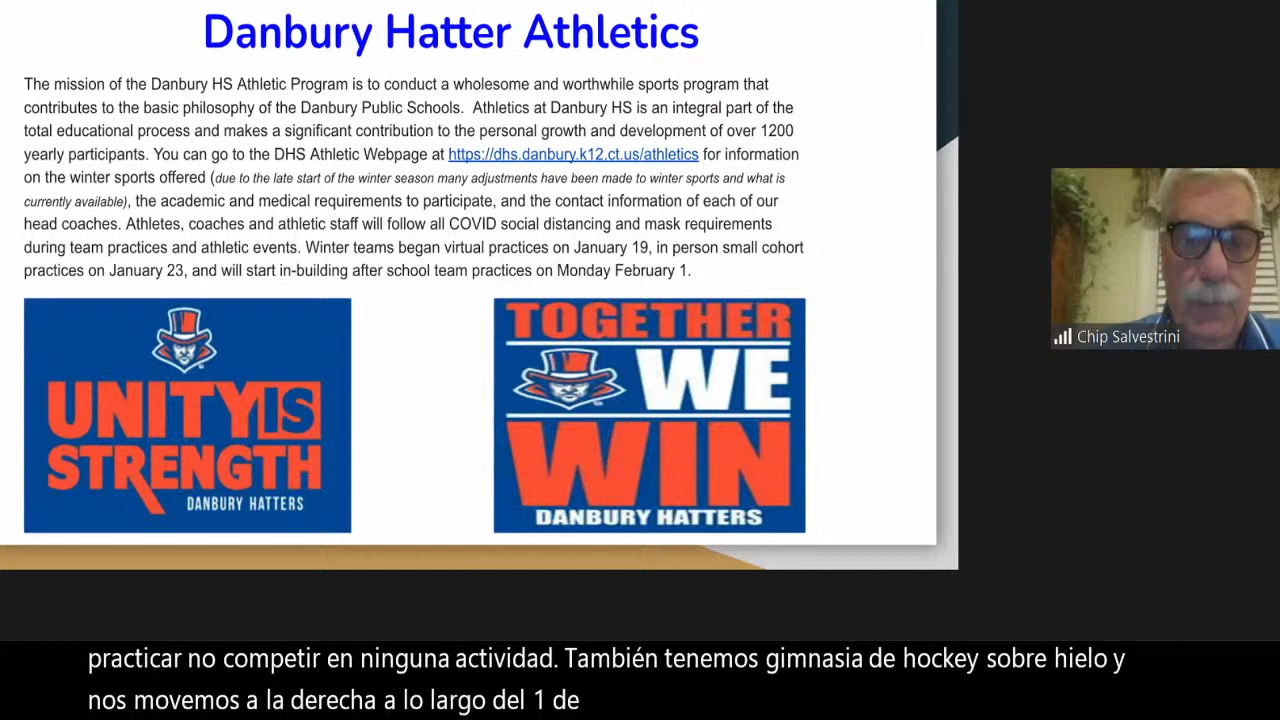 Danbury Hatter Athletics
The mission of the Danbury HS Athletic Program is to conduct a wholesome and worthwhile sports program that
contributes to the basic philosophy of the Danbury Public Schools. Athletics at Danbury HS is an integral part of the
total educational process and makes a significant contribution to the personal growth and development of over 1200
yearly participants. You can go to the DHS Athletic Webpage at https://dhs.danbury.k12.ct.us/athletics for information
on the winter sports offered (due to the late start of the winter season many adjustments have been made to winter sports and what is
currently available), the academic and medical requirements to participate, and the contact information of each of our
head coaches. Athletes, coaches and athletic staff will follow all COVID social distancing and mask requirements
during team practices and athletic events. Winter teams began virtual practices on January 19, in person small cohort
practices on January 23, and will start in-building after school team practices on Monday February 1.
UNITY IS
STRENGTH
DANBURY HATTERS
TOGETHER
WE
WIN
DANBURY HATTERS
Chip Salvestrini
practicar no competir en ninguna actividad. También tenemos gimnasia de hockey sobre hielo y
nos movemos a la derecha a lo largo del 1 de